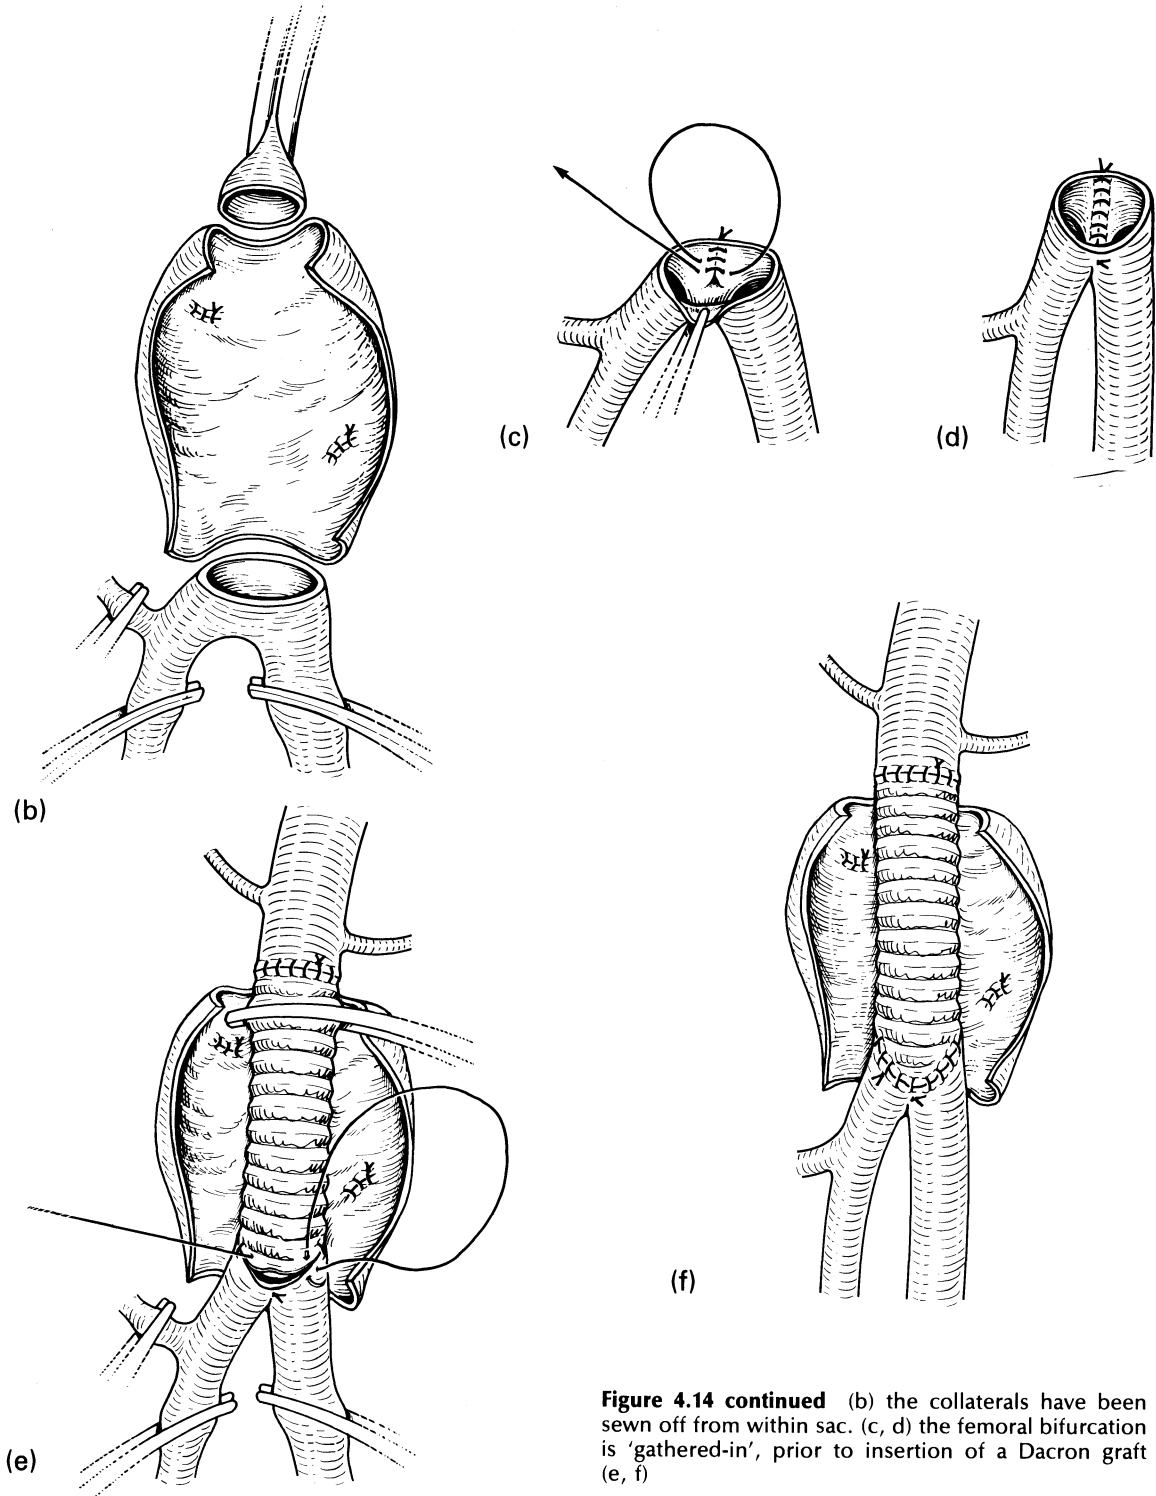 (c)
(d)
(b)
(f)
(e)
Figure 4.14 continued (b) the collaterals have been
sewn off from within sac. (c, d) the femoral bifurcation
is 'gathered-in', prior to insertion of a Dacron graft
(e, f)